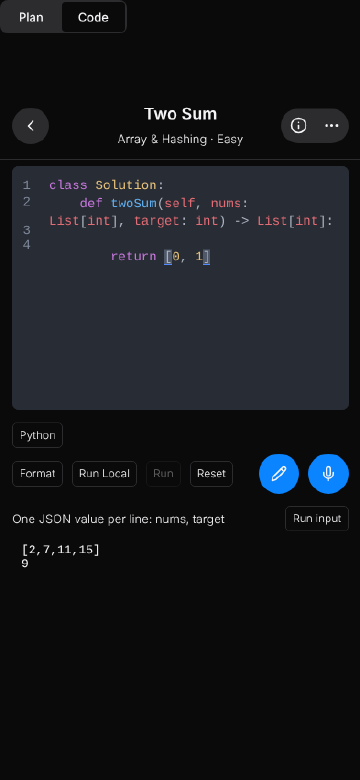 Plan Code
Two Sum
Array & Hashing · Easy
1 class Solution:
2     def twoSum(self, nums:
List[int], target: int) -> List[int]:
3
4         return [0, 1]
Python
Format Run Local Run Reset
One JSON value per line: nums, target Run input
[2,7,11,15]
9